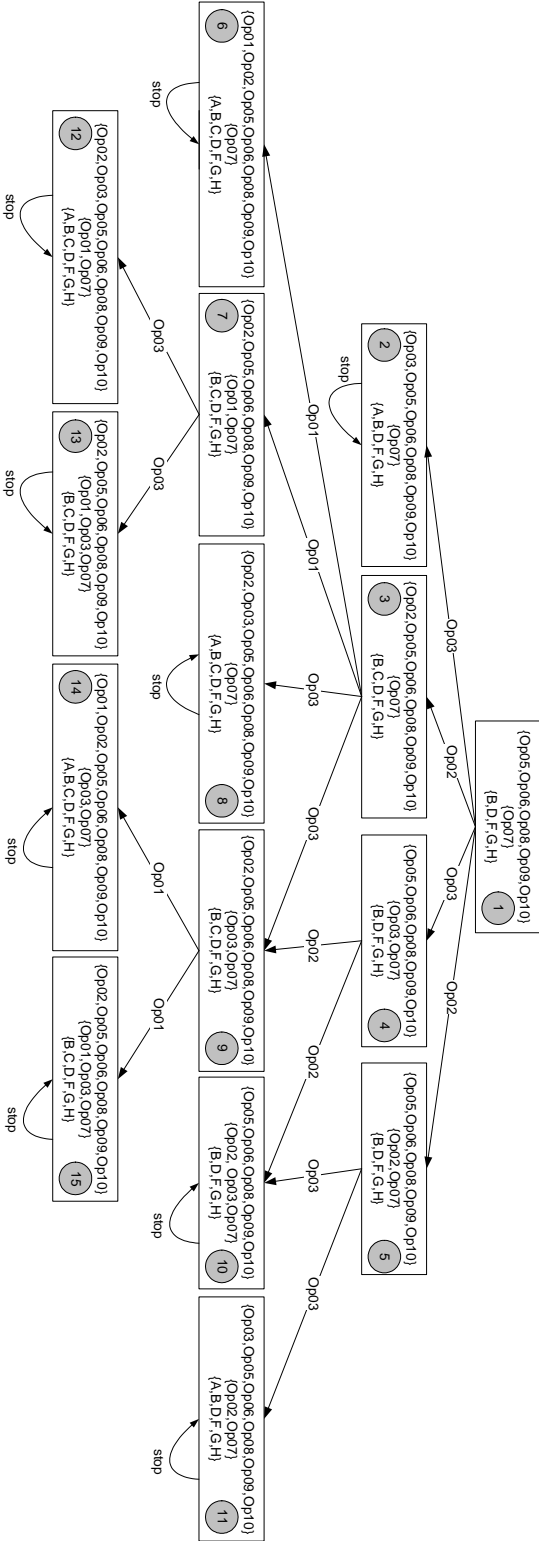 {Op05,Op06,Op08,Op09,Op10}
{Op07}
{B,D,F,G,H}
1
Op03
Op02
Op03
Op02
{Op03,Op05,Op06,Op08,Op09,Op10}
{Op07}
{A,B,D,F,G,H}
2
stop
{Op02,Op05,Op06,Op08,Op09,Op10}
{Op07}
{B,C,D,F,G,H}
3
{Op05,Op06,Op08,Op09,Op10}
{Op03,Op07}
{B,D,F,G,H}
4
{Op05,Op06,Op08,Op09,Op10}
{Op02,Op07}
{B,D,F,G,H}
5
Op01
Op01
Op03
Op03
Op02
Op02
Op03
Op03
{Op01,Op02,Op05,Op06,Op08,Op09,Op10}
{Op07}
{A,B,C,D,F,G,H}
6
stop
{Op02,Op05,Op06,Op08,Op09,Op10}
{Op01,Op07}
{B,C,D,F,G,H}
7
{Op02,Op03,Op05,Op06,Op08,Op09,Op10}
{Op07}
{A,B,C,D,F,G,H}
8
stop
{Op02,Op05,Op06,Op08,Op09,Op10}
{Op03,Op07}
{B,C,D,F,G,H}
9
{Op05,Op06,Op08,Op09,Op10}
{Op02, Op03,Op07}
{B,D,F,G,H}
10
stop
{Op03,Op05,Op06,Op08,Op09,Op10}
{Op02,Op07}
{A,B,D,F,G,H}
11
stop
Op03
Op03
Op01
Op01
{Op02,Op03,Op05,Op06,Op08,Op09,Op10}
{Op01,Op07}
{A,B,C,D,F,G,H}
12
stop
{Op02,Op05,Op06,Op08,Op09,Op10}
{Op01,Op03,Op07}
{B,C,D,F,G,H}
13
stop
{Op01,Op02,Op05,Op06,Op08,Op09,Op10}
{Op03,Op07}
{A,B,C,D,F,G,H}
14
stop
{Op02,Op05,Op06,Op08,Op09,Op10}
{Op01,Op03,Op07}
{B,C,D,F,G,H}
15
stop